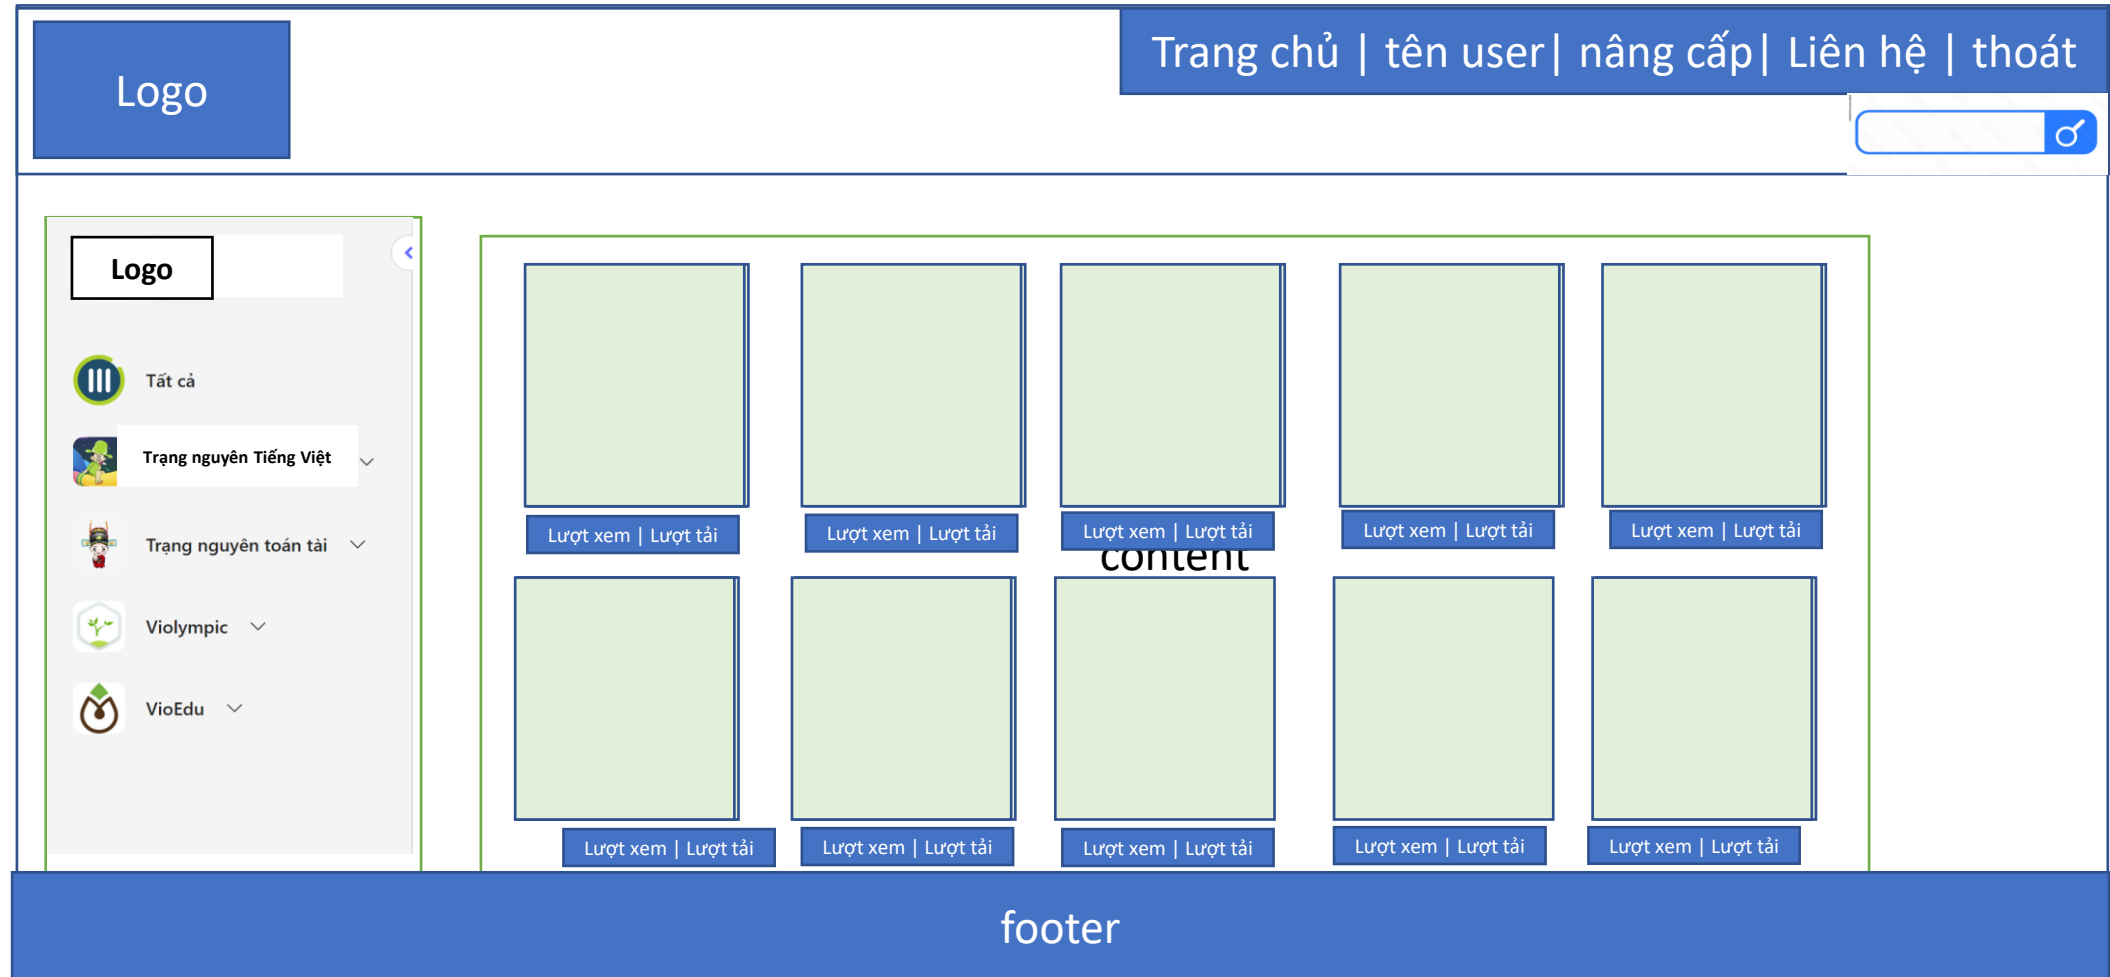 Logo
Trang chủ | tên user| nâng cấp| Liên hệ | thoát
Logo
Tất cả
Trạng nguyên Tiếng Việt
Trạng nguyên toán tài
Violympic
VioEdu
Lượt xem | Lượt tải
Lượt xem | Lượt tải
Lượt xem | Lượt tải
Lượt xem | Lượt tải
Lượt xem | Lượt tải
content
Lượt xem | Lượt tải
Lượt xem | Lượt tải
Lượt xem | Lượt tải
Lượt xem | Lượt tải
Lượt xem | Lượt tải
footer